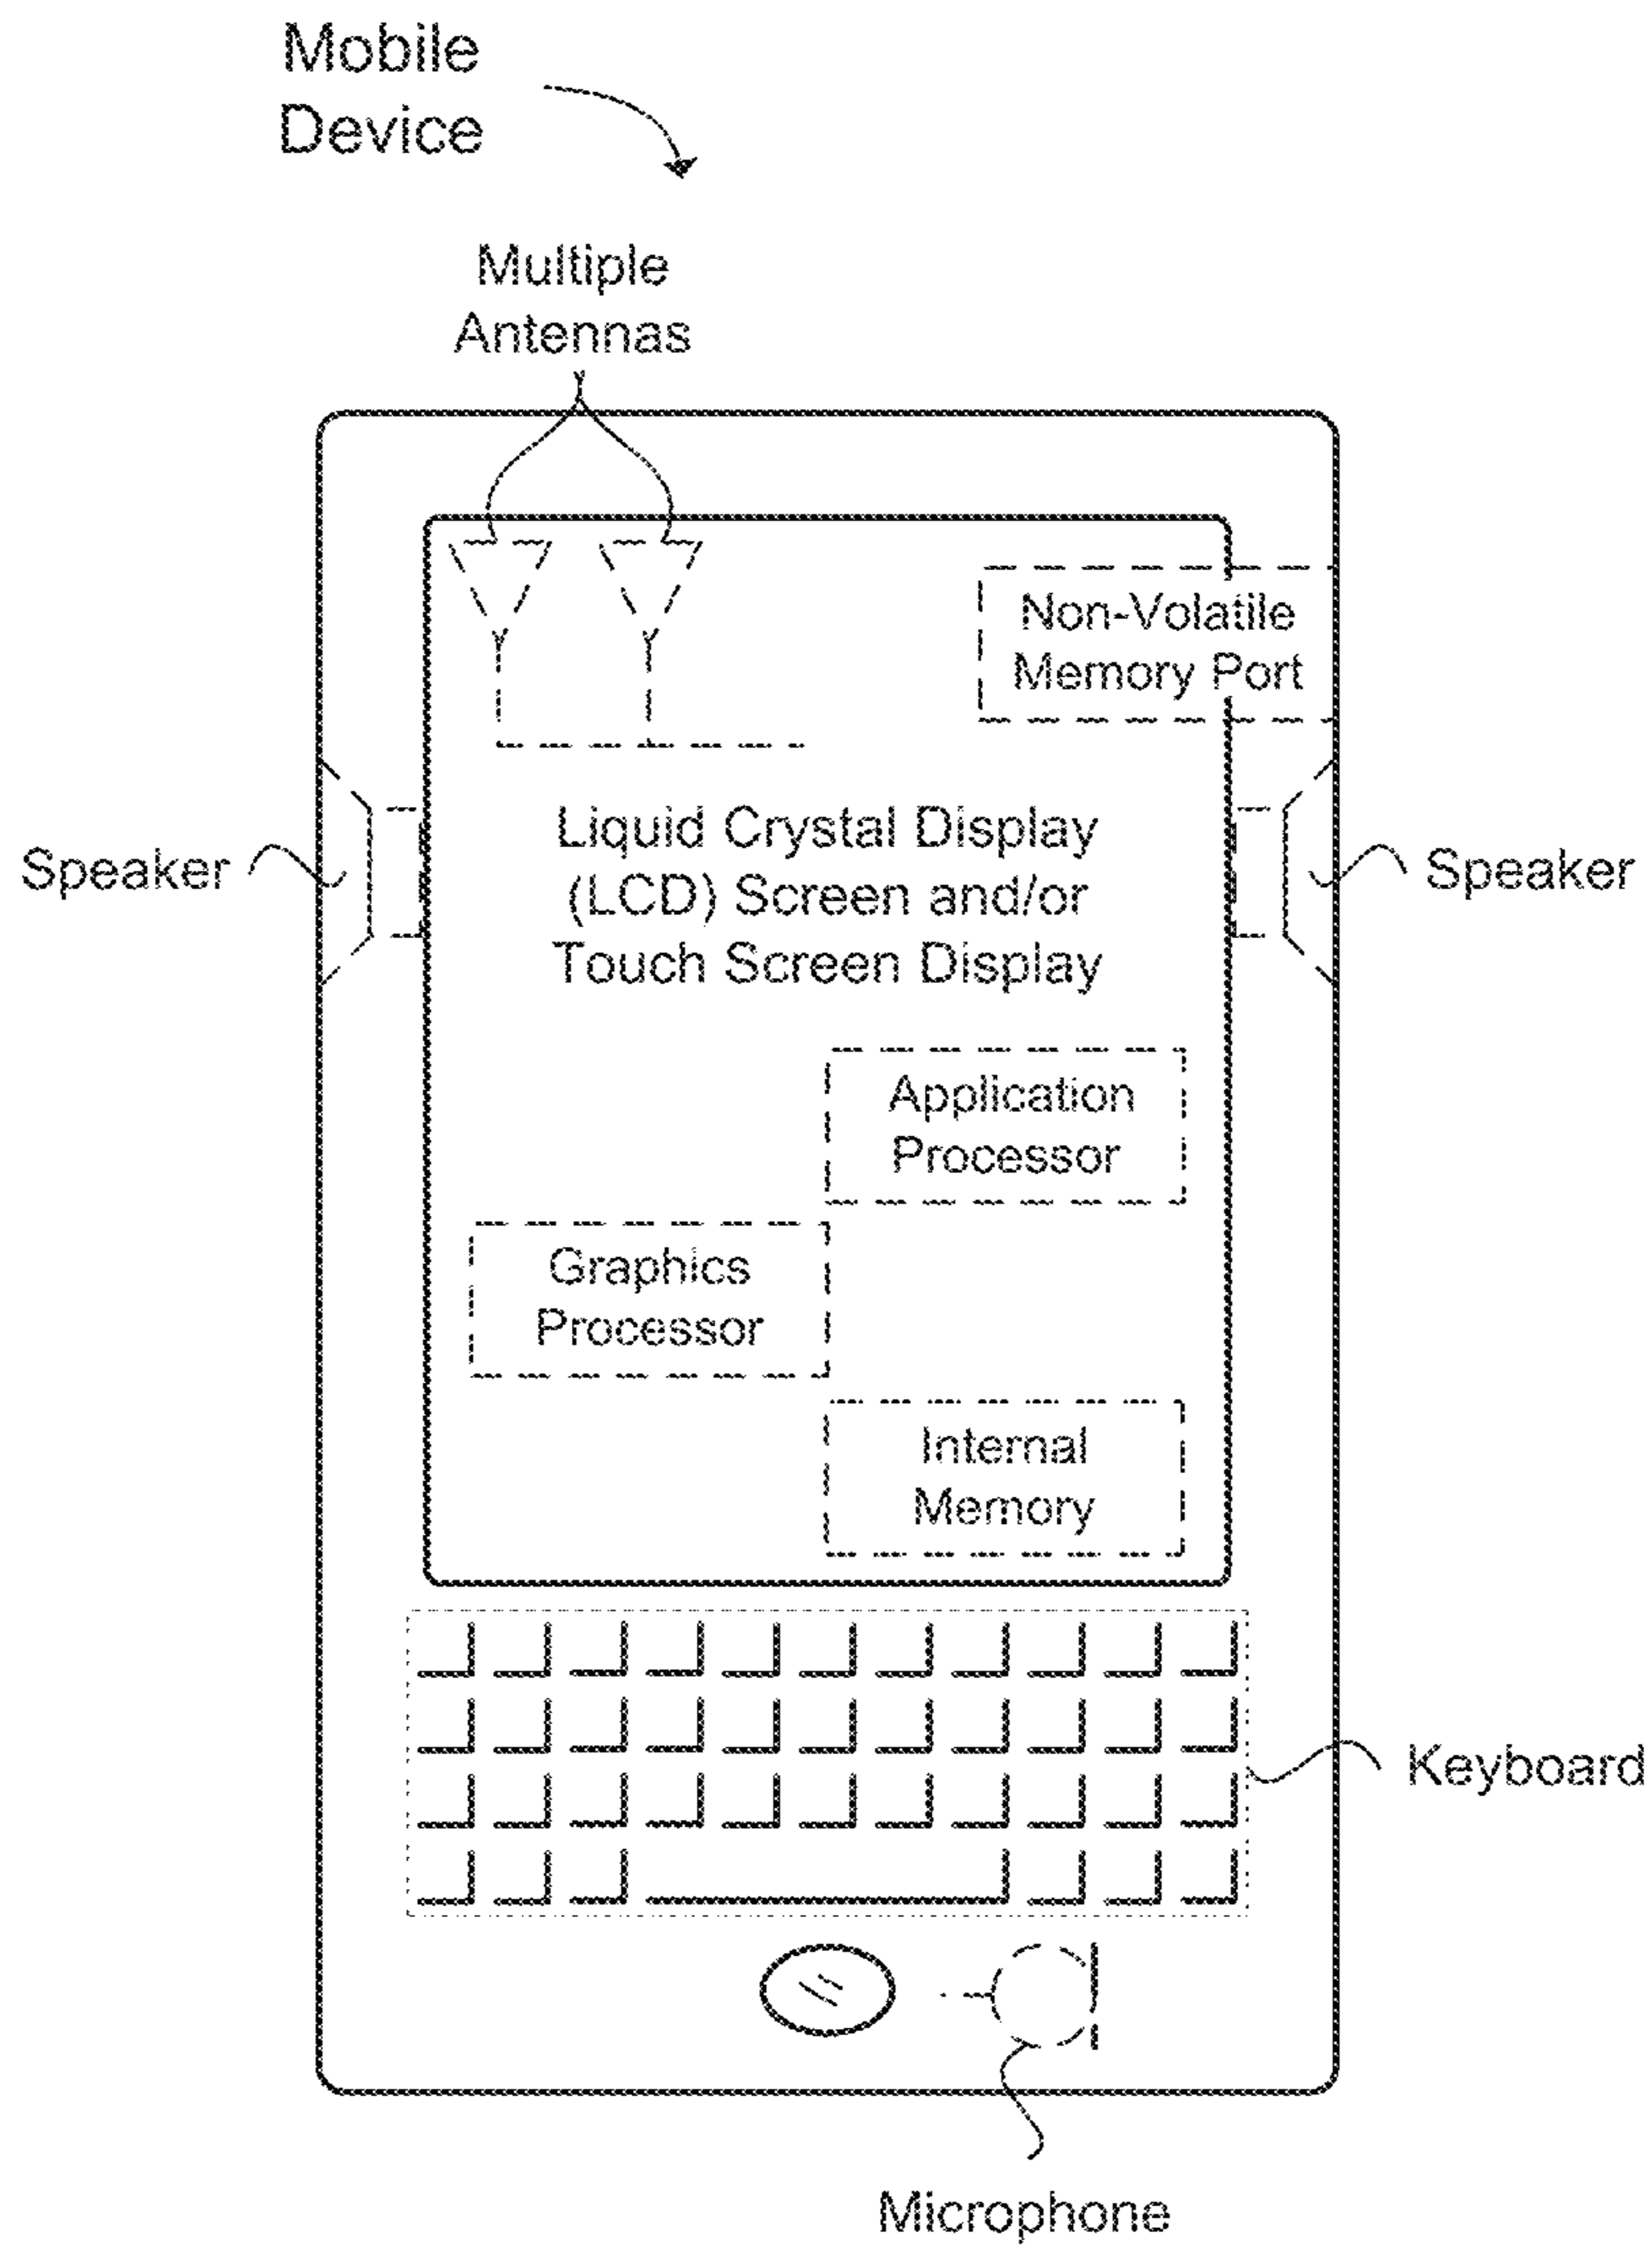 Mobile
Device
Multiple
Antennas
Non-Volatile
Memory Port
Liquid Crystal Display
(LCD) Screen and/or
Touch Screen Display
Speaker
Speaker
Application
Processor
Graphics
Processor
Internal
Memory
Keyboard
Microphone